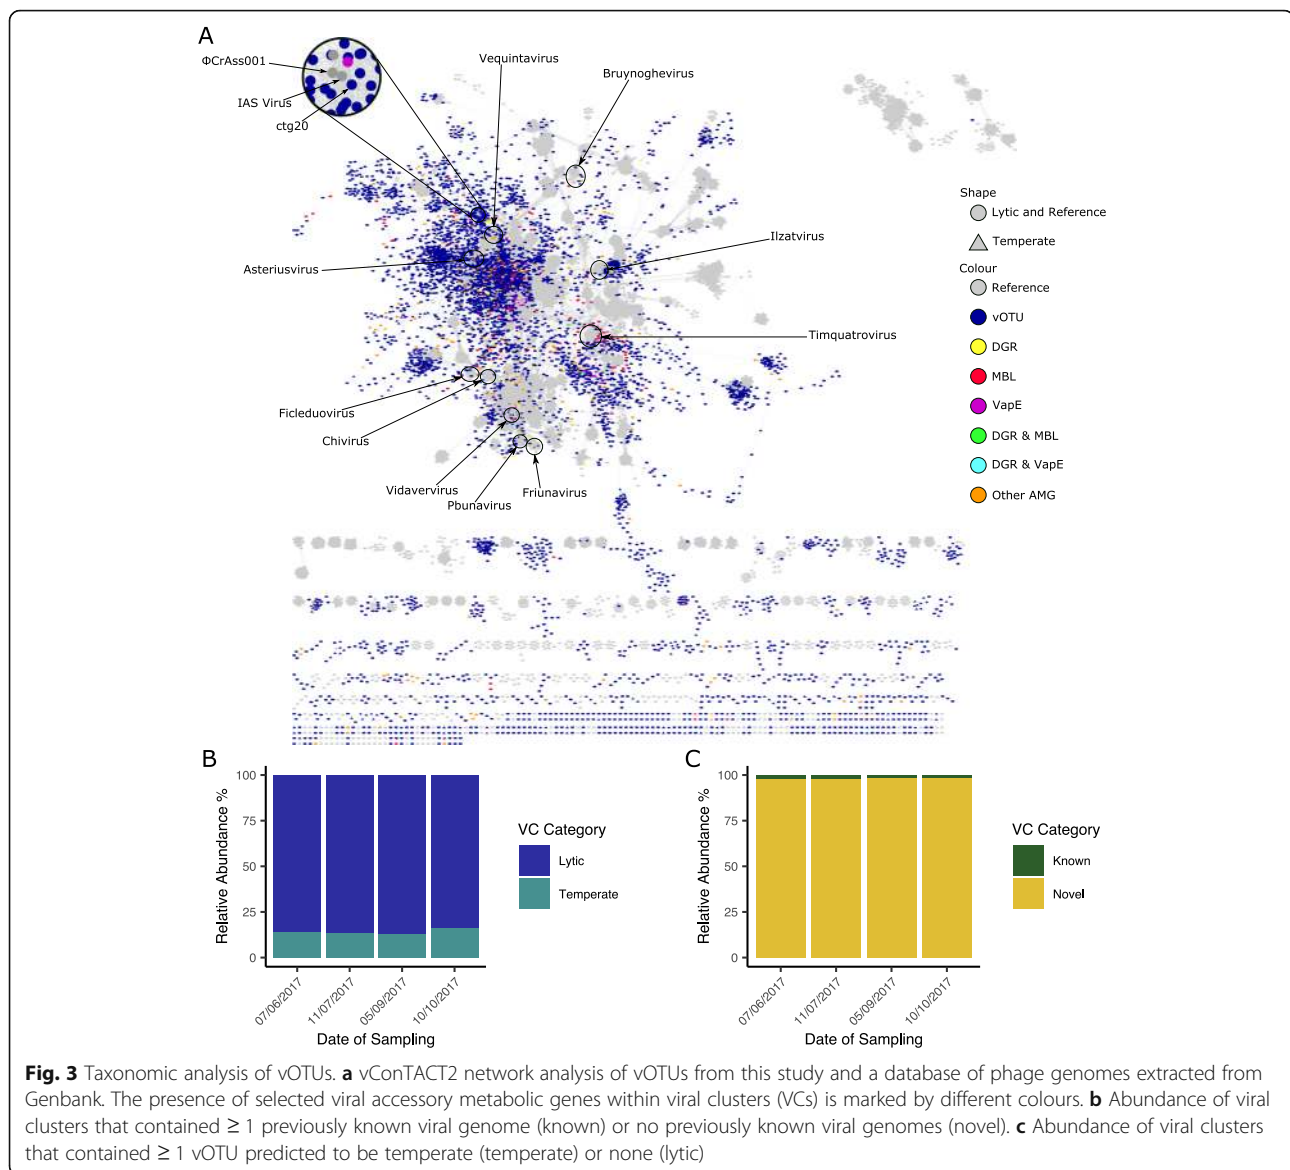 A
ΦCrAss001
IAS Virus
ctg20
Vequintavirus
Bruynoghevirus
Asteriusvirus
Ilzatvirus
Timquatrovirus
Ficleduovirus
Chivirus
Vidavervirus
Pbunavirus
Friunavirus
Shape
Lytic and Reference
Temperate
Colour
Reference
vOTU
DGR
MBL
VapE
DGR & MBL
DGR & VapE
Other AMG
B
Relative Abundance %
100
75
50
25
0
07/06/2017
11/07/2017
05/09/2017
10/10/2017
Date of Sampling
VC Category
Lytic
Temperate
C
Relative Abundance %
100
75
50
25
0
07/06/2017
11/07/2017
05/09/2017
10/10/2017
Date of Sampling
VC Category
Known
Novel
Fig. 3 Taxonomic analysis of vOTUs. a vConTACT2 network analysis of vOTUs from this study and a database of phage genomes extracted from
Genbank. The presence of selected viral accessory metabolic genes within viral clusters (VCs) is marked by different colours. b Abundance of viral
clusters that contained ≥ 1 previously known viral genome (known) or no previously known viral genomes (novel). c Abundance of viral clusters
that contained ≥ 1 vOTU predicted to be temperate (temperate) or none (lytic)